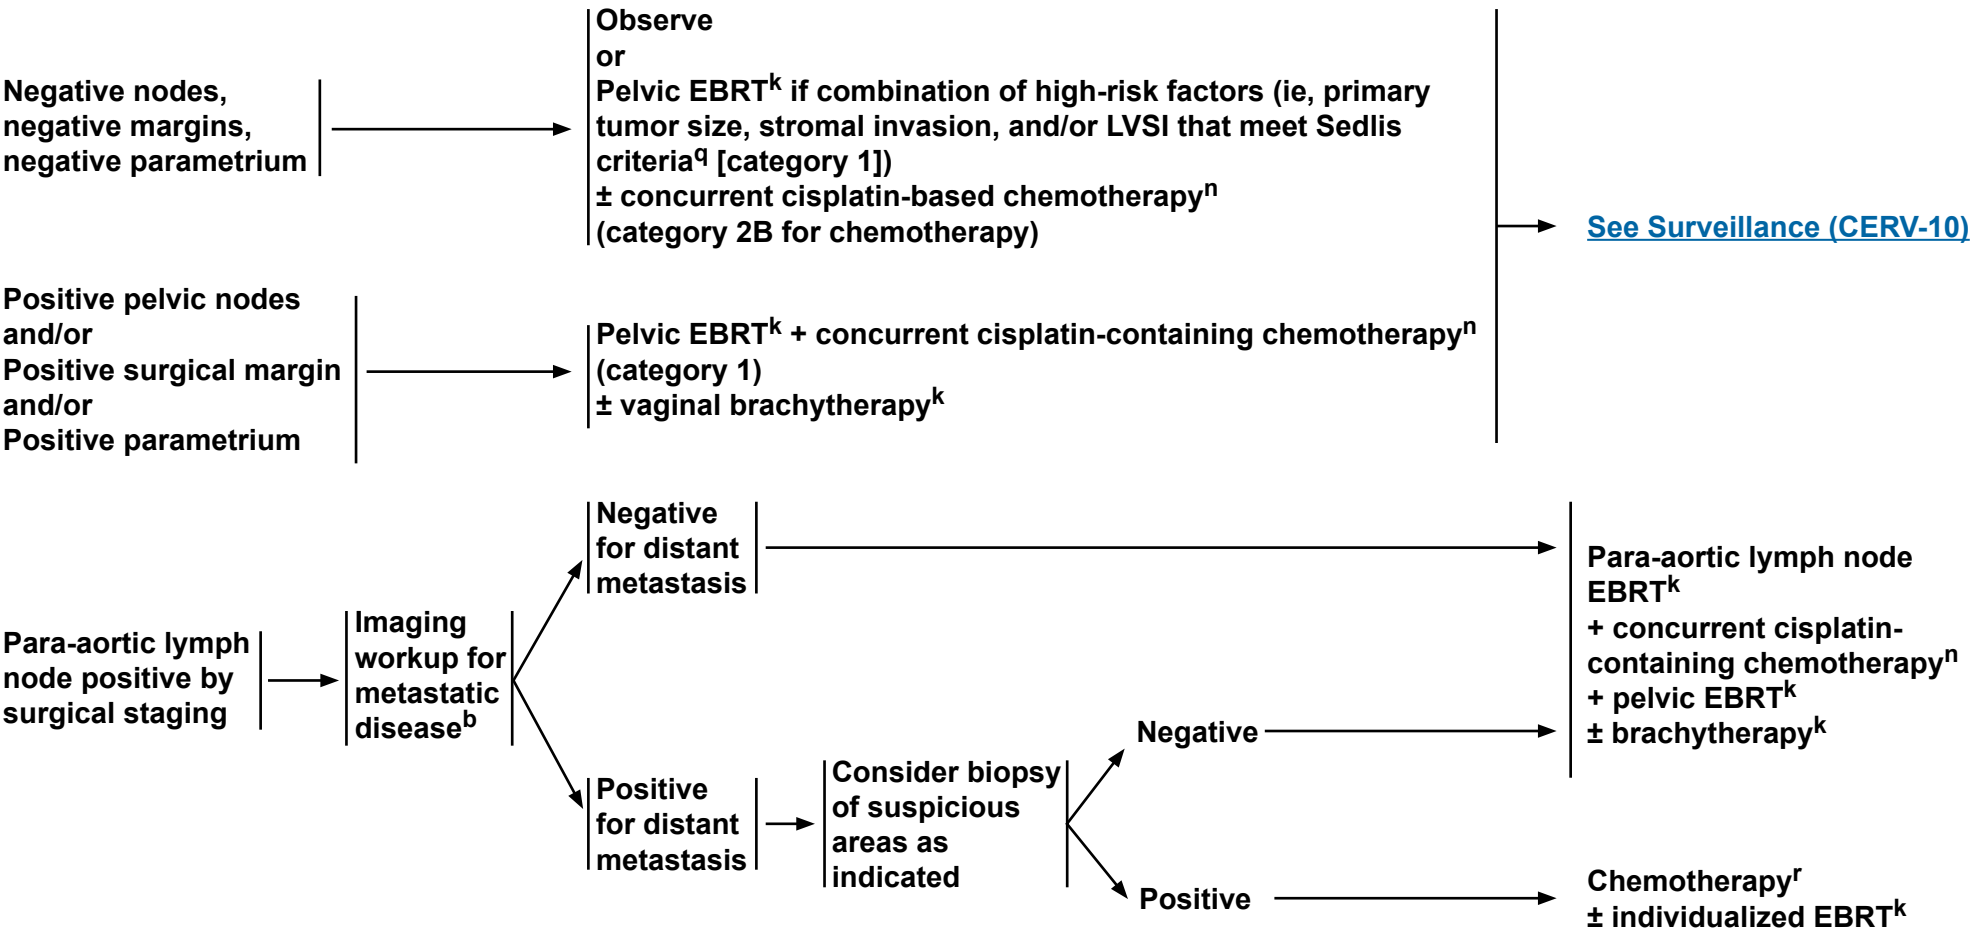 Negative nodes,
negative margins,
negative parametrium
Observe
or
Pelvic EBRTᵏ if combination of high-risk factors (ie, primary
tumor size, stromal invasion, and/or LVSI that meet Sedlis
criteria^q [category 1])
± concurrent cisplatin-based chemotherapyⁿ
(category 2B for chemotherapy)
See Surveillance (CERV-10)
Positive pelvic nodes
and/or
Positive surgical margin
and/or
Positive parametrium
Pelvic EBRTᵏ + concurrent cisplatin-containing chemotherapyⁿ
(category 1)
± vaginal brachytherapyᵏ
Para-aortic lymph
node positive by
surgical staging
Imaging
workup for
metastatic
diseaseᵇ
Negative
for distant
metastasis
Positive
for distant
metastasis
Consider biopsy
of suspicious
areas as
indicated
Negative
Positive
Para-aortic lymph node
EBRTᵏ
+ concurrent cisplatin-
containing chemotherapyⁿ
+ pelvic EBRTᵏ
± brachytherapyᵏ
Chemotherapyʳ
± individualized EBRTᵏ